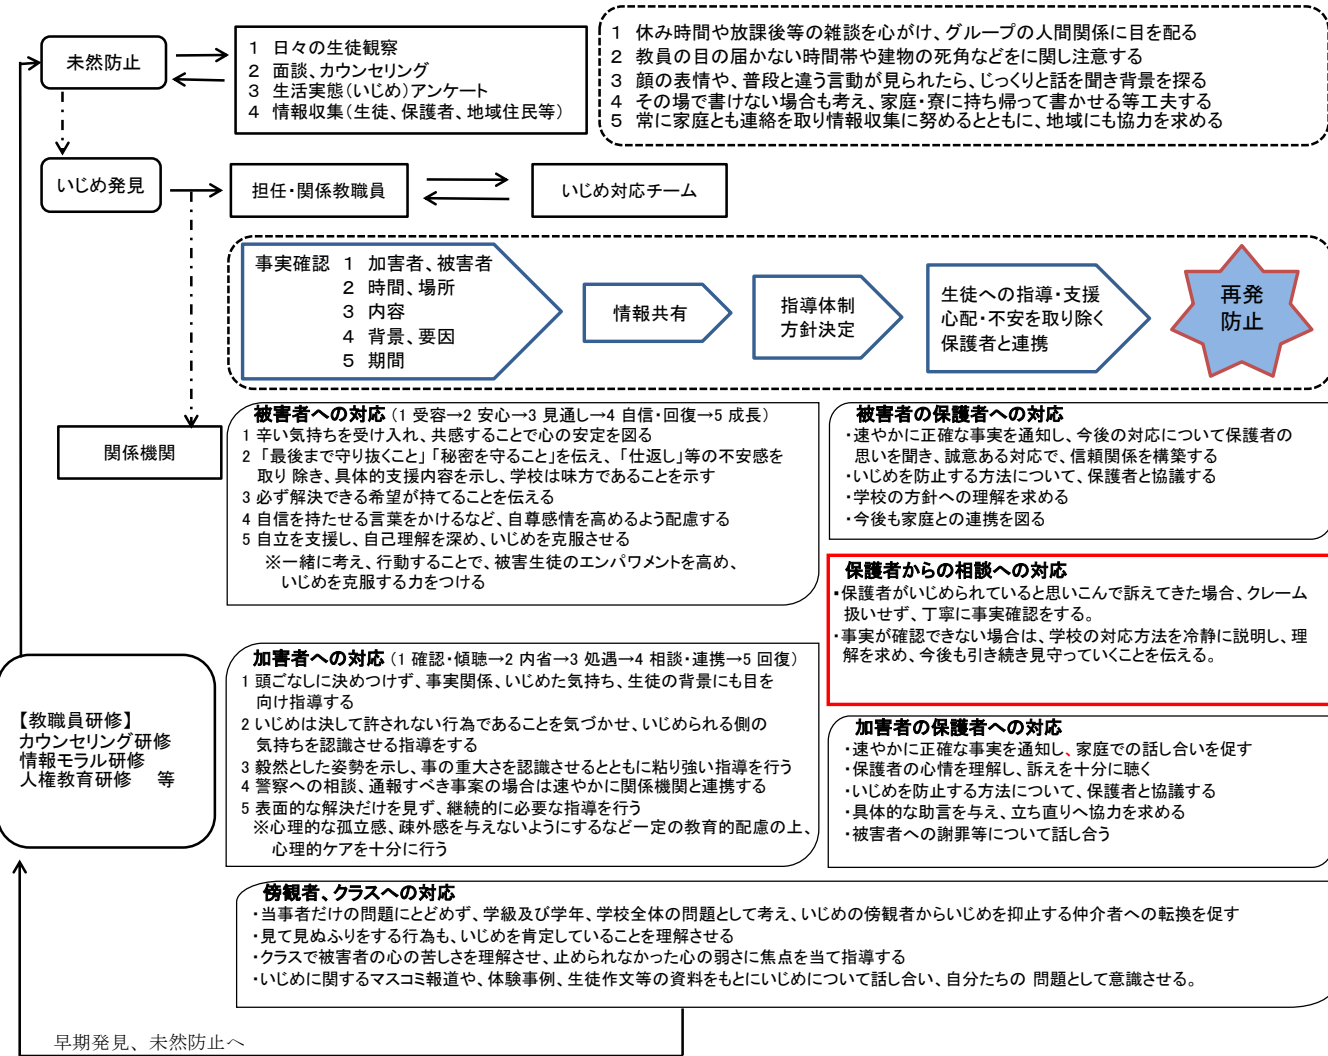 未然防止
1 日々の生徒観察
2 面談、カウンセリング
3 生活実態(いじめ)アンケート
4 情報収集(生徒、保護者、地域住民等)
1 休み時間や放課後等の雑談を心がけ、グループの人間関係に目を配る
2 教員の目の届かない時間帯や建物の死角などをに関し注意する
3 顔の表情や、普段と違う言動が見られたら、じっくりと話を聞き背景を探る
4 その場で書けない場合も考え、家庭・寮に持ち帰って書かせる等工夫する
5 常に家庭とも連絡を取り情報収集に努めるとともに、地域にも協力を求める
いじめ発見
担任・関係教職員
いじめ対応チーム
事実確認 1 加害者、被害者
2 時間、場所
3 内容
4 背景、要因
5 期間
情報共有
指導体制
方針決定
生徒への指導・支援
心配・不安を取り除く
保護者と連携
再発
防止
関係機関
被害者への対応(1 受容→2 安心→3 見通し→4 自信・回復→5 成長)
1 辛い気持ちを受け入れ、共感することで心の安定を図る
2 「最後まで守り抜くこと」「秘密を守ること」を伝え、「仕返し」等の不安感を
取り 除き、具体的支援内容を示し、学校は味方であることを示す
3 必ず解決できる希望が持てることを伝える
4 自信を持たせる言葉をかけるなど、自尊感情を高めるよう配慮する
5 自立を支援し、自己理解を深め、いじめを克服させる
※一緒に考え、行動することで、被害生徒のエンパワメントを高め、
いじめを克服する力をつける
被害者の保護者への対応
・速やかに正確な事実を通知し、今後の対応について保護者の
思いを聞き、誠意ある対応で、信頼関係を構築する
・いじめを防止する方法について、保護者と協議する
・学校の方針への理解を求める
・今後も家庭との連携を図る
保護者からの相談への対応
・保護者がいじめられていると思いこんで訴えてきた場合、クレーム
扱いせず、丁寧に事実確認をする。
・事実が確認できない場合は、学校の対応方法を冷静に説明し、理
解を求め、今後も引き続き見守っていくことを伝える。
【教職員研修】
カウンセリング研修
情報モラル研修
人権教育研修 等
加害者への対応(1 確認・傾聴→2 内省→3 処遇→4 相談・連携→5 回復)
1 頭ごなしに決めつけず、事実関係、いじめた気持ち、生徒の背景にも目を
向け指導する
2 いじめは決して許されない行為であることを気づかせ、いじめられる側の
気持ちを認識させる指導をする
3 毅然とした姿勢を示し、事の重大さを認識させるとともに粘り強い指導を行う
4 警察への相談、通報すべき事案の場合は速やかに関係機関と連携する
5 表面的な解決だけを見ず、継続的に必要な指導を行う
※心理的な孤立感、疎外感を与えないようにするなど一定の教育的配慮の上、
心理的ケアを十分に行う
加害者の保護者への対応
・速やかに正確な事実を通知し、家庭での話し合いを促す
・保護者の心情を理解し、訴えを十分に聴く
・いじめを防止する方法について、保護者と協議する
・具体的な助言を与え、立ち直りへ協力を求める
・被害者への謝罪等について話し合う
傍観者、クラスへの対応
・当事者だけの問題にとどめず、学級及び学年、学校全体の問題として考え、いじめの傍観者からいじめを抑止する仲介者への転換を促す
・見て見ぬふりをする行為も、いじめを肯定していることを理解させる
・クラスで被害者の心の苦しさを理解させ、止められなかった心の弱さに焦点を当て指導する
・いじめに関するマスコミ報道や、体験事例、生徒作文等の資料をもとにいじめについて話し合い、自分たちの 問題として意識させる。
早期発見、未然防止へ